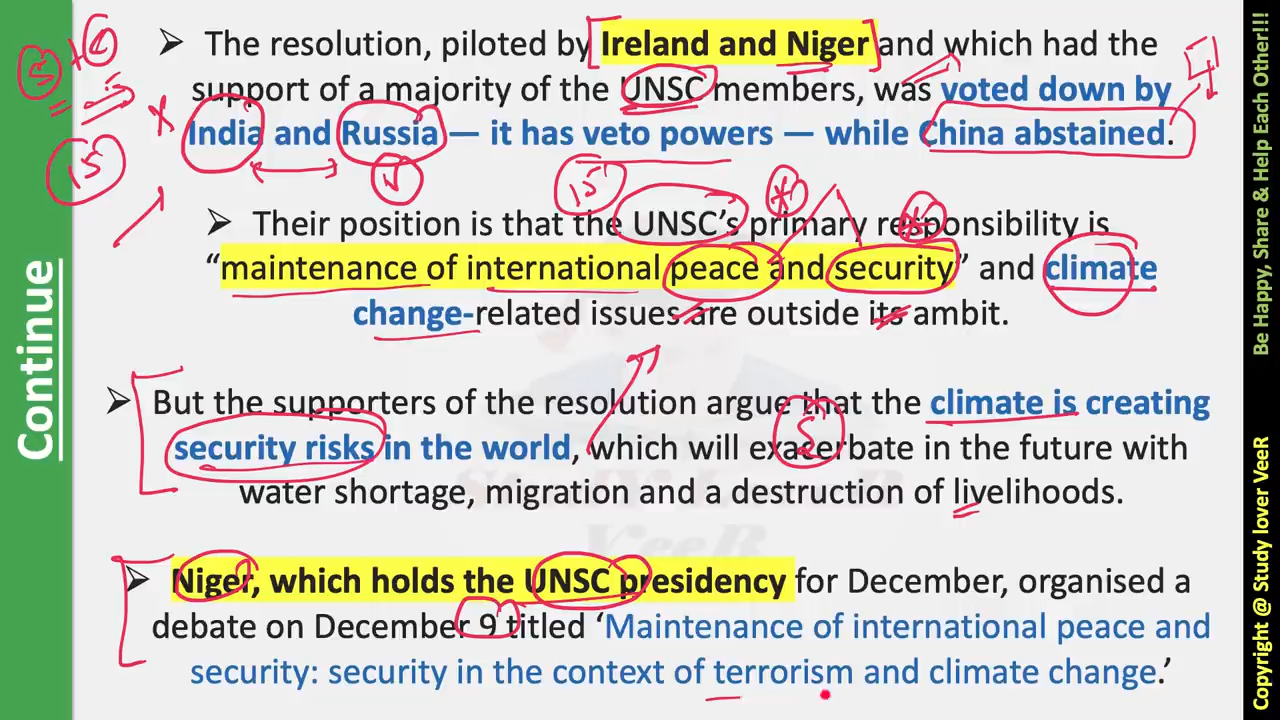 Continue
The resolution, piloted by Ireland and Niger and which had the
support of a majority of the UNSC members, was voted down by
India and Russia — it has veto powers — while China abstained.
Their position is that the UNSC's primary responsibility is
“maintenance of international peace and security” and climate
change-related issues are outside its ambit.
But the supporters of the resolution argue that the climate is creating
security risks in the world, which will exacerbate in the future with
water shortage, migration and a destruction of livelihoods.
Niger, which holds the UNSC presidency for December, organised a
debate on December 9 titled ‘Maintenance of international peace and
security: security in the context of terrorism and climate change.’
15
15
Be Happy, Share & Help Each Other!!!
Copyright @ Study lover VeeR